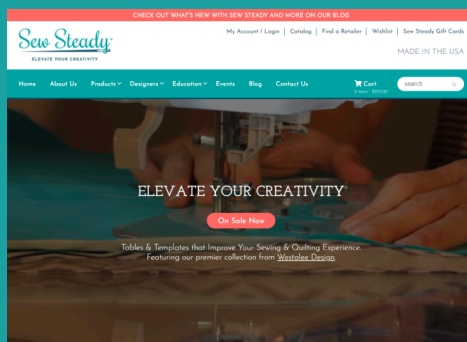 CHECK OUT WHAT'S NEW WITH SEW STEADY AND MORE ON OUR BLOG
My Account / Login | Catalog | Find a Retailer | Wishlist | Sew Steady Gift Cards
Sew Steady
ELEVATE YOUR CREATIVITY
MADE IN THE USA
Home About Us Products Designers Education Events Blog Contact Us Cart search
0 items
ELEVATE YOUR CREATIVITY
On Sale Now
Tables & Templates that Improve Your Sewing & Quilting Experience.
Featuring our premier collection from Westalee Design.